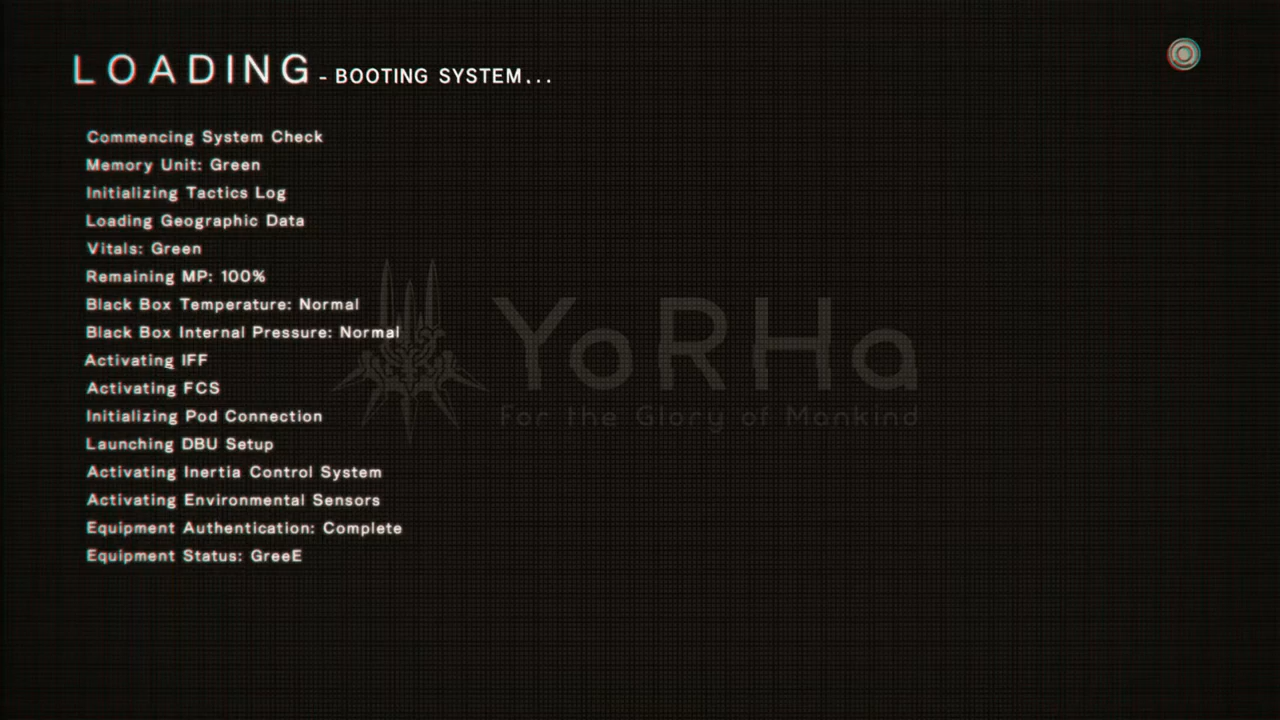 LOADING - BOOTING SYSTEM...
Commencing System Check
Memory Unit: Green
Initializing Tactics Log
Loading Geographic Data
Vitals: Green
Remaining MP: 100%
Black Box Temperature: Normal
Black Box Internal Pressure: Normal
Activating IFF
Activating FCS
Initializing Pod Connection
Launching DBU Setup
Activating Inertia Control System
Activating Environmental Sensors
Equipment Authentication: Complete
Equipment Status: GreeE
YoRHa
For the Glory of Mankind